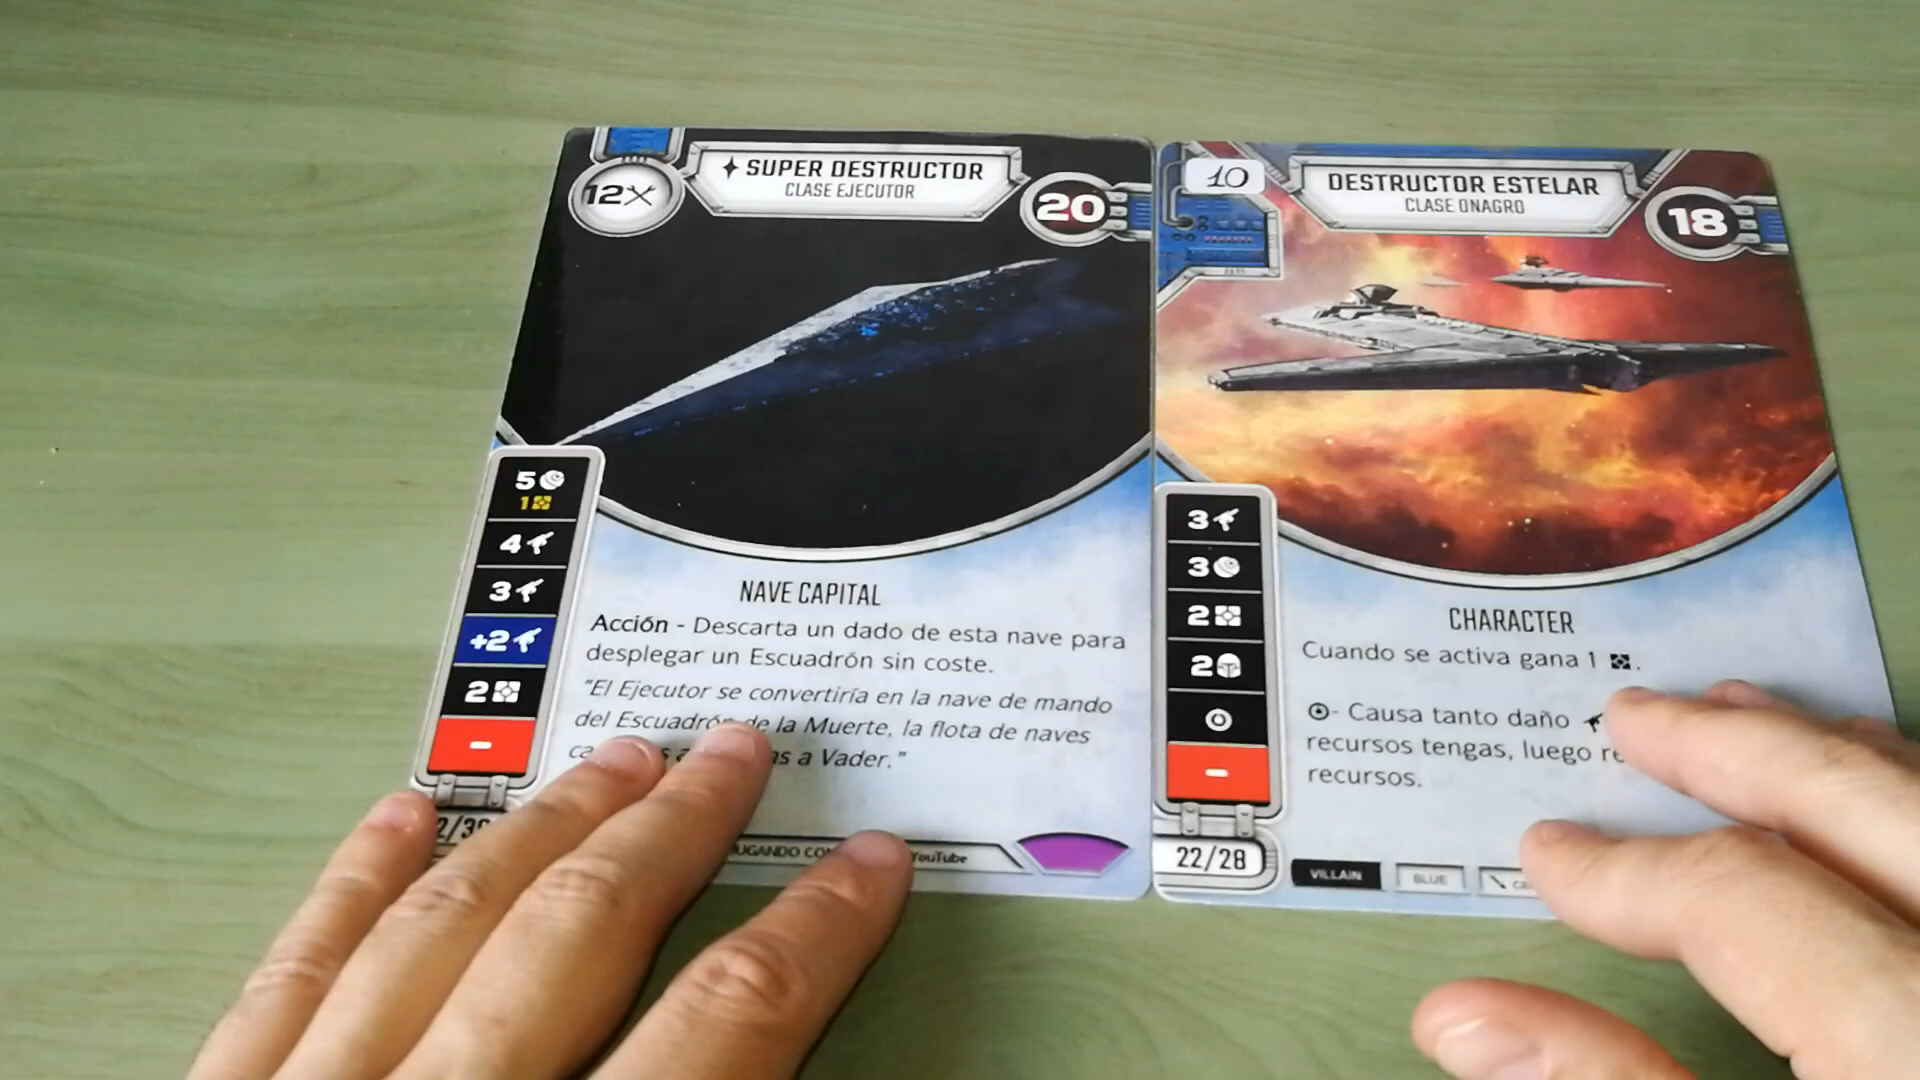 12
SUPER DESTRUCTOR
CLASE EJECUTOR
20
5
1
4
3
+2
2
-
NAVE CAPITAL
Acción - Descarta un dado de esta nave para
desplegar un Escuadrón sin coste.
"El Ejecutor se convertiría en la nave de mando
del Escuadrón de la Muerte, la flota de naves
a Vader."
YouTube
10
DESTRUCTOR ESTELAR
CLASE ONAGRO
18
3
3
2
2
-
CHARACTER
Cuando se activa gana 1 .
- Causa tanto daño
recursos tengas, luego
recursos.
22/28
VILLAIN
BLUE